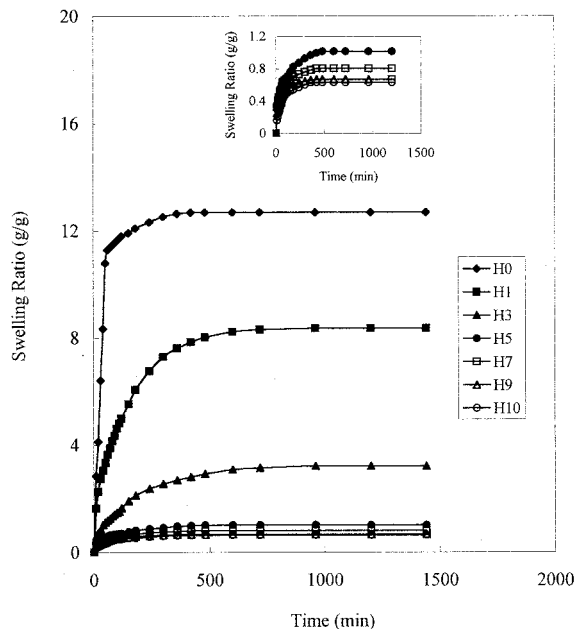 20
16
12
8
4
0
Swelling Ratio (g/g)
0
500
1000
1500
2000
Time (min)
1.2
0.8
0.4
0
Swelling Ratio (g/g)
0
500
1000
1500
Time (min)
H0
H1
H3
H5
H7
H9
H10